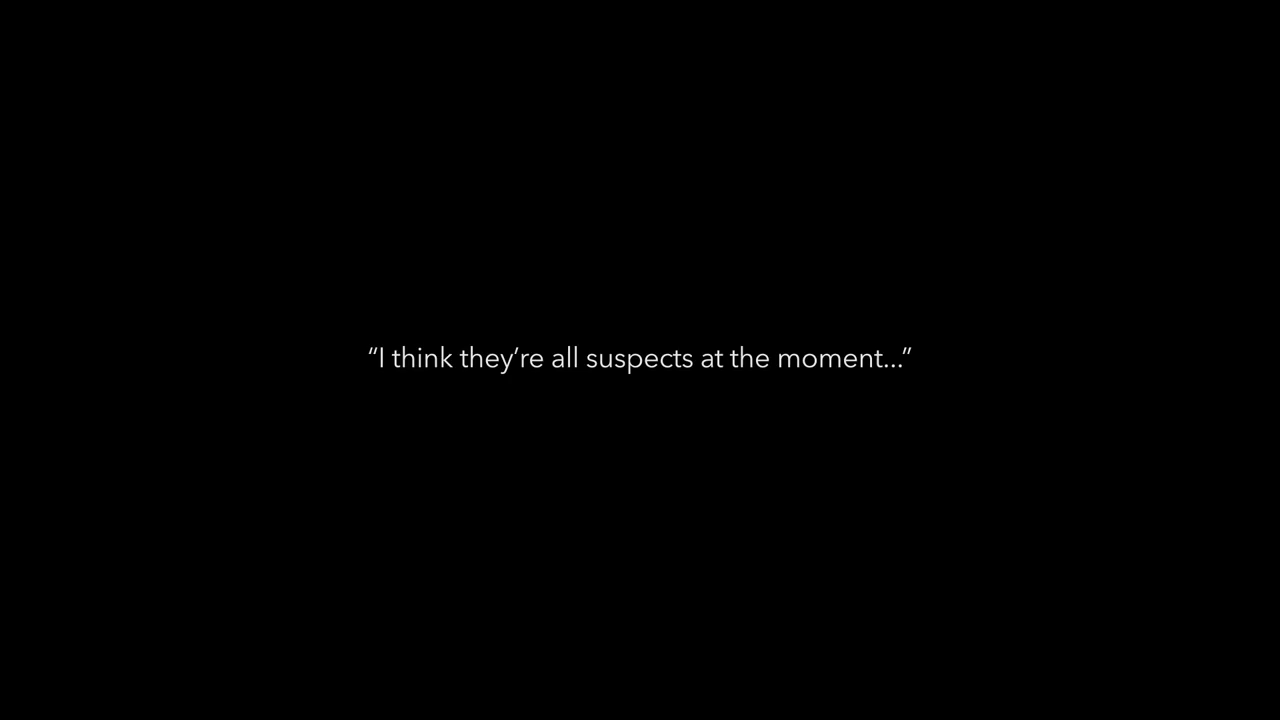 “I think they’re all suspects at the moment...”